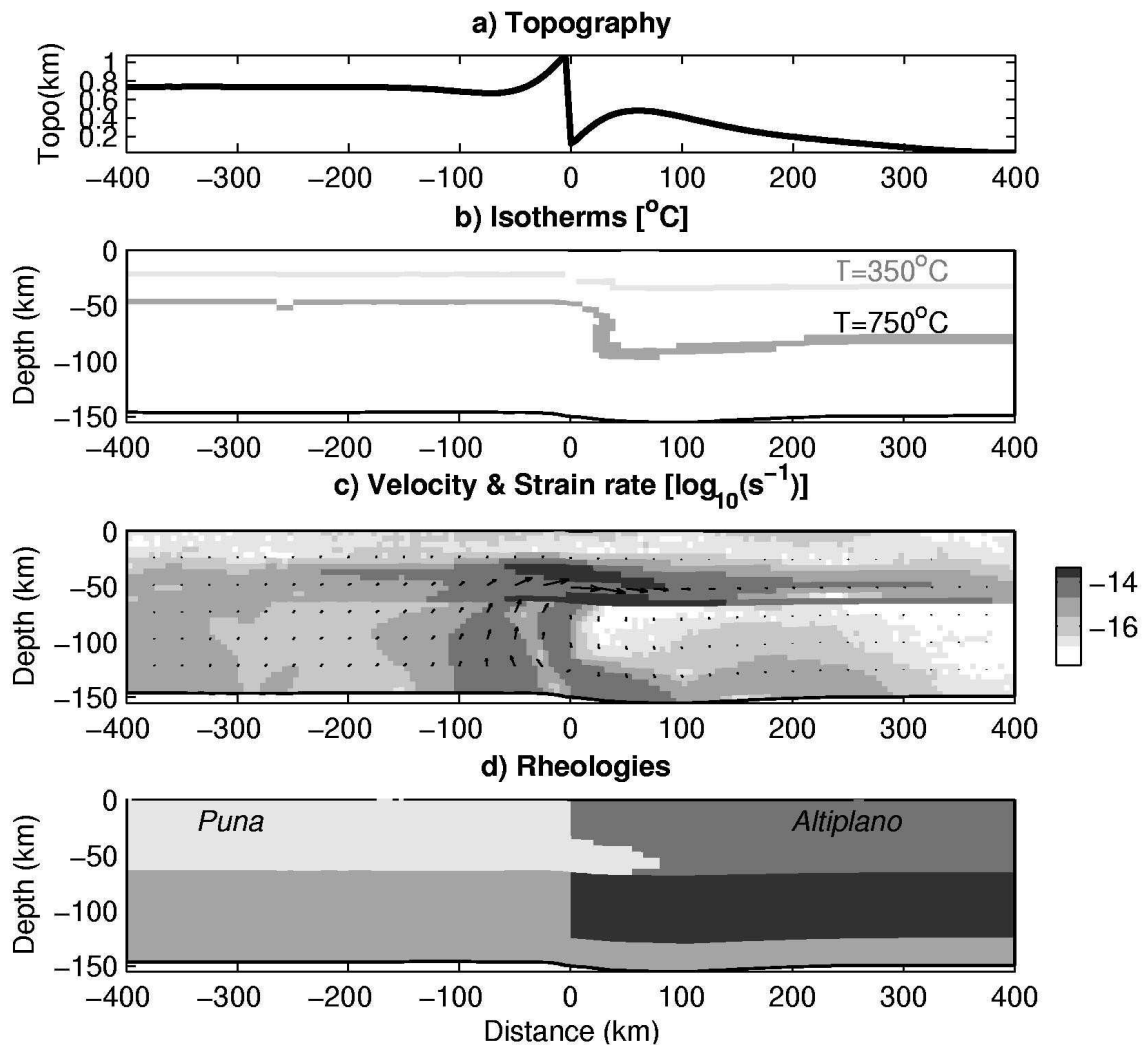 a) Topography
Topo(km)
1
0.8
0.6
0.4
0.2
−400 −300 −200 −100 0 100 200 300 400
b) Isotherms [°C]
Depth (km)
0
−50
−100
−150
T=350°C
T=750°C
−400 −300 −200 −100 0 100 200 300 400
c) Velocity & Strain rate [log₁₀(s⁻¹)]
Depth (km)
0
−50
−100
−150
−14
−16
−400 −300 −200 −100 0 100 200 300 400
d) Rheologies
Depth (km)
0
−50
−100
−150
Puna
Altiplano
−400 −300 −200 −100 0 100 200 300 400
Distance (km)